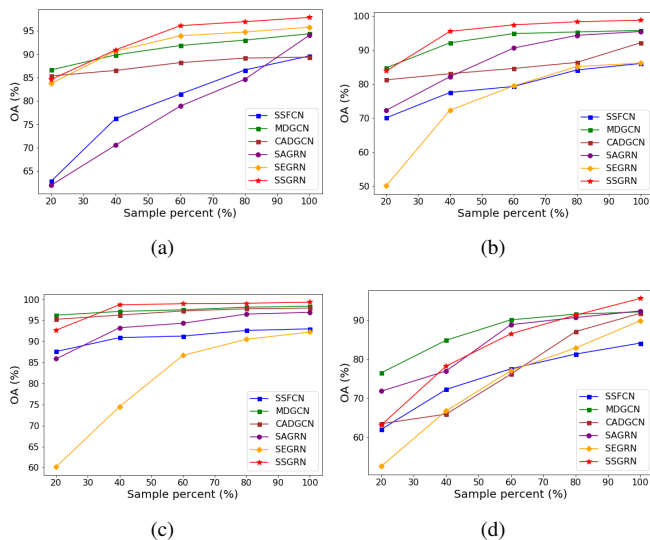 95
90
85
80
75
70
65
OA (%)
20 30 40 50 60 70 80 90 100
Sample percent (%)
SSFCN
MDGCN
CADGCN
SAGRN
SEGRN
SSGRN
(a)
100
90
80
70
60
50
OA (%)
20 30 40 50 60 70 80 90 100
Sample percent (%)
SSFCN
MDGCN
CADGCN
SAGRN
SEGRN
SSGRN
(b)
100
95
90
85
80
75
70
65
60
OA (%)
20 30 40 50 60 70 80 90 100
Sample percent (%)
SSFCN
MDGCN
CADGCN
SAGRN
SEGRN
SSGRN
(c)
90
80
70
60
OA (%)
20 30 40 50 60 70 80 90 100
Sample percent (%)
SSFCN
MDGCN
CADGCN
SAGRN
SEGRN
SSGRN
(d)